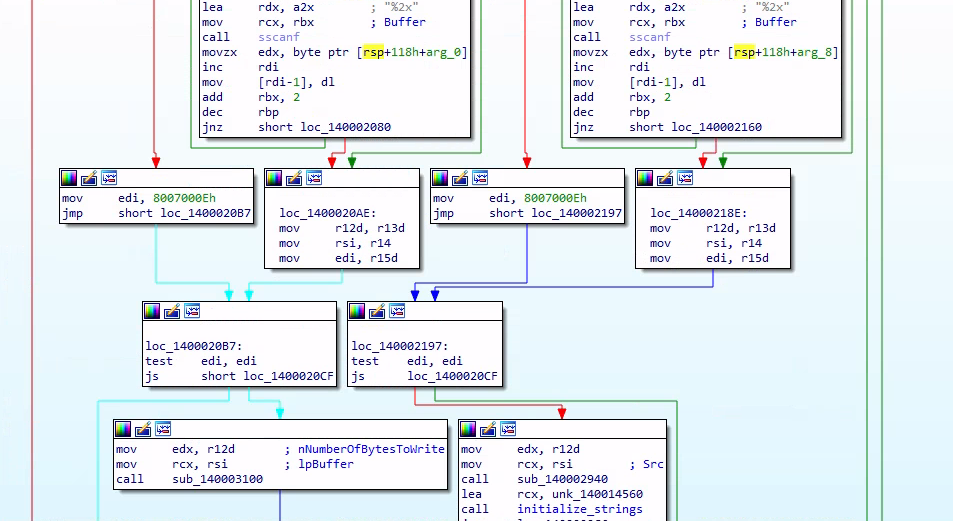 lea rdx, a2x ; "%2x"
mov rcx, rbx ; Buffer
call sscanf
movzx edx, byte ptr [rsp+118h+arg_0]
inc rdi
mov [rdi-1], dl
add rbx, 2
dec rbp
jnz short loc_140002080
lea rdx, a2x ; "%2x"
mov rcx, rbx ; Buffer
call sscanf
movzx edx, byte ptr [rsp+118h+arg_8]
inc rdi
mov [rdi-1], dl
add rbx, 2
dec rbp
jnz short loc_140002160
mov edi, 8007000Eh
jmp short loc_1400020B7
loc_1400020AE:
mov r12d, r13d
mov rsi, r14
mov edi, r15d
mov edi, 8007000Eh
jmp short loc_140002197
loc_14000218E:
mov r12d, r13d
mov rsi, r14
mov edi, r15d
loc_1400020B7:
test edi, edi
js short loc_1400020CF
loc_140002197:
test edi, edi
js loc_1400020CF
mov edx, r12d ; nNumberOfBytesToWrite
mov rcx, rsi ; lpBuffer
call sub_140003100
mov edx, r12d
mov rcx, rsi ; Src
call sub_140002940
lea rcx, unk_140014560
call initialize_strings